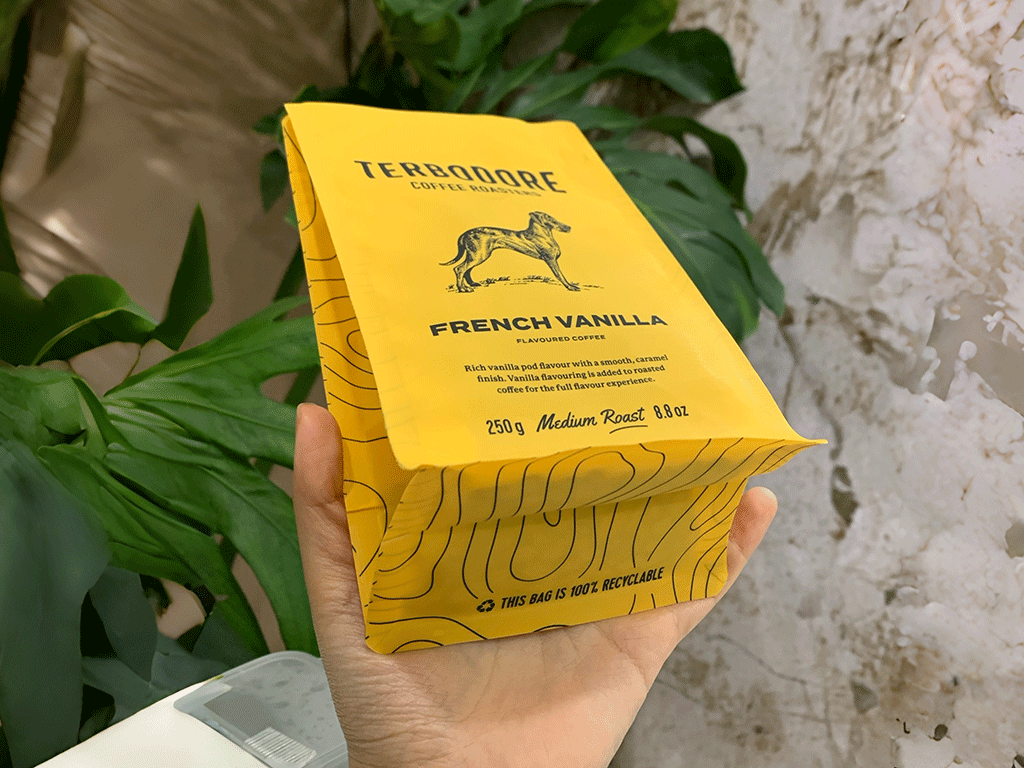 TERBODORE
COFFEE ROASTERS
FRENCH VANILLA
FLAVOURED COFFEE
Rich vanilla pod flavour with a smooth, caramel
finish. Vanilla flavouring is added to roasted
coffee for the full flavour experience.
250g Medium Roast 8.8oz
THIS BAG IS 100% RECYCLABLE